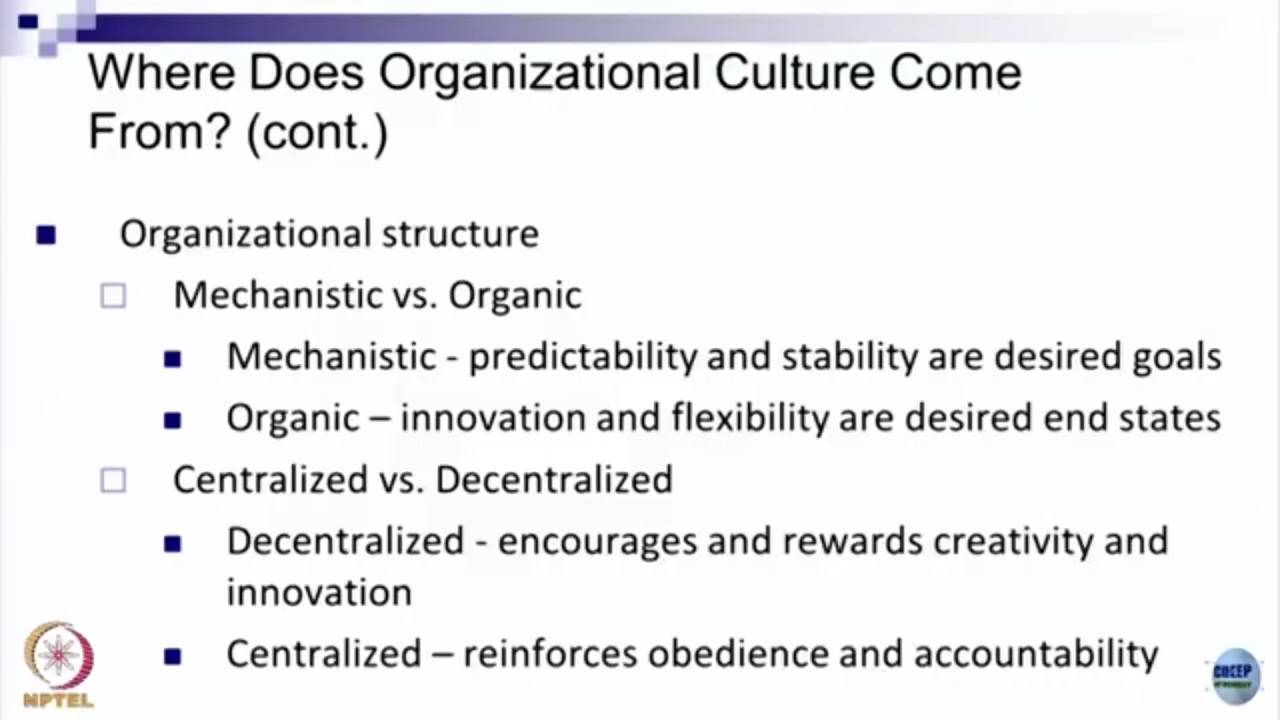 Where Does Organizational Culture Come
From? (cont.)
Organizational structure
Mechanistic vs. Organic
Mechanistic - predictability and stability are desired goals
Organic – innovation and flexibility are desired end states
Centralized vs. Decentralized
Decentralized - encourages and rewards creativity and
innovation
Centralized – reinforces obedience and accountability
NPTEL